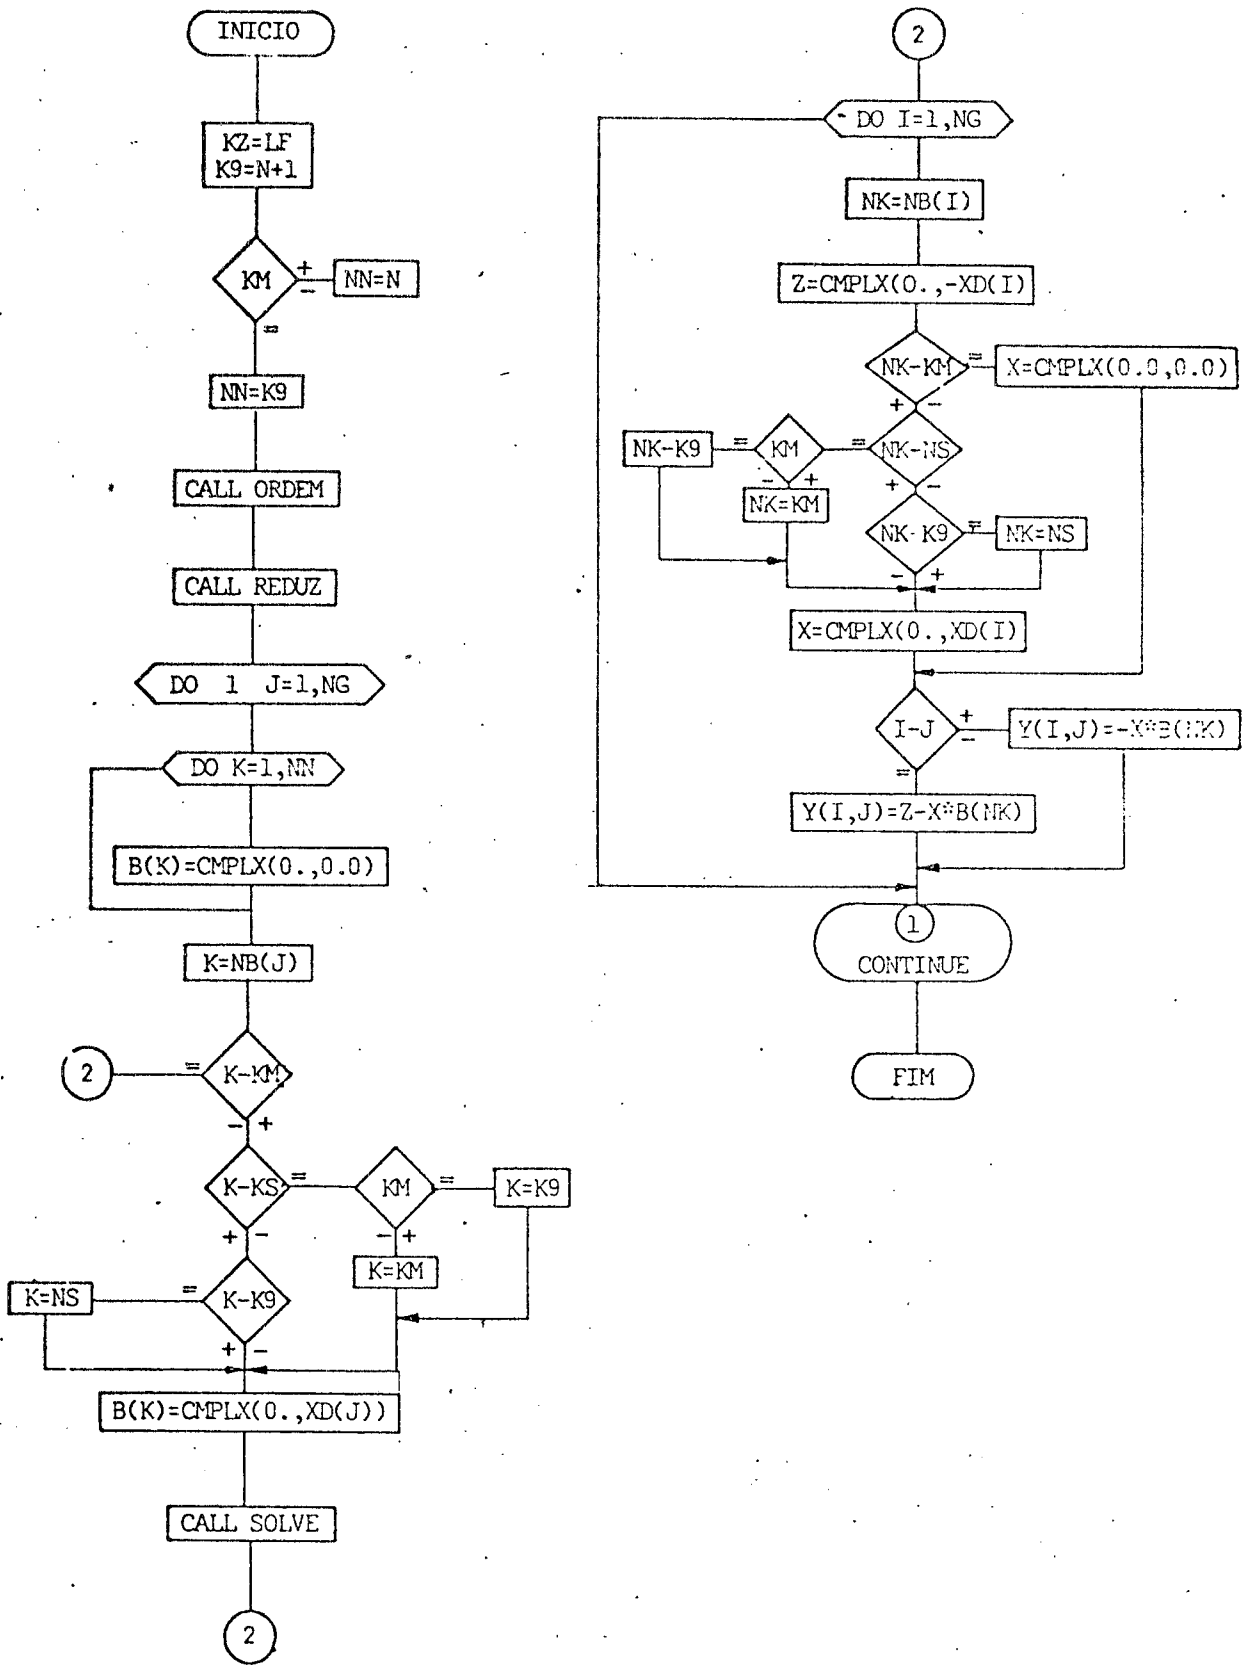 INICIO
KZ=LF
K9=N+1
KM
+
-
NN=N
=
NN=K9
CALL ORDEM
CALL REDUZ
DO 1 J=1,NG
DO K=1,NN
B(K)=CMPLX(0.,0.0)
K=NB(J)
2
=
K-KM
- +
K-KS
=
KM
=
K=K9
+ -
- +
K=KM
K=NS
=
K-K9
+ -
B(K)=CMPLX(0.,XD(J))
CALL SOLVE
2
2
DO I=1,NG
NK=NB(I)
Z=CMPLX(0.,-XD(I)
NK-KM
=
X=CMPLX(0.0,0.0)
+ -
NK-K9
=
KM
=
NK-NS
- +
+ -
NK=KM
NK-K9
=
NK=NS
- +
X=CMPLX(0.,XD(I)
I-J
+
-
Y(I,J)=-X*B(NK)
=
Y(I,J)=Z-X*B(NK)
1
CONTINUE
FIM